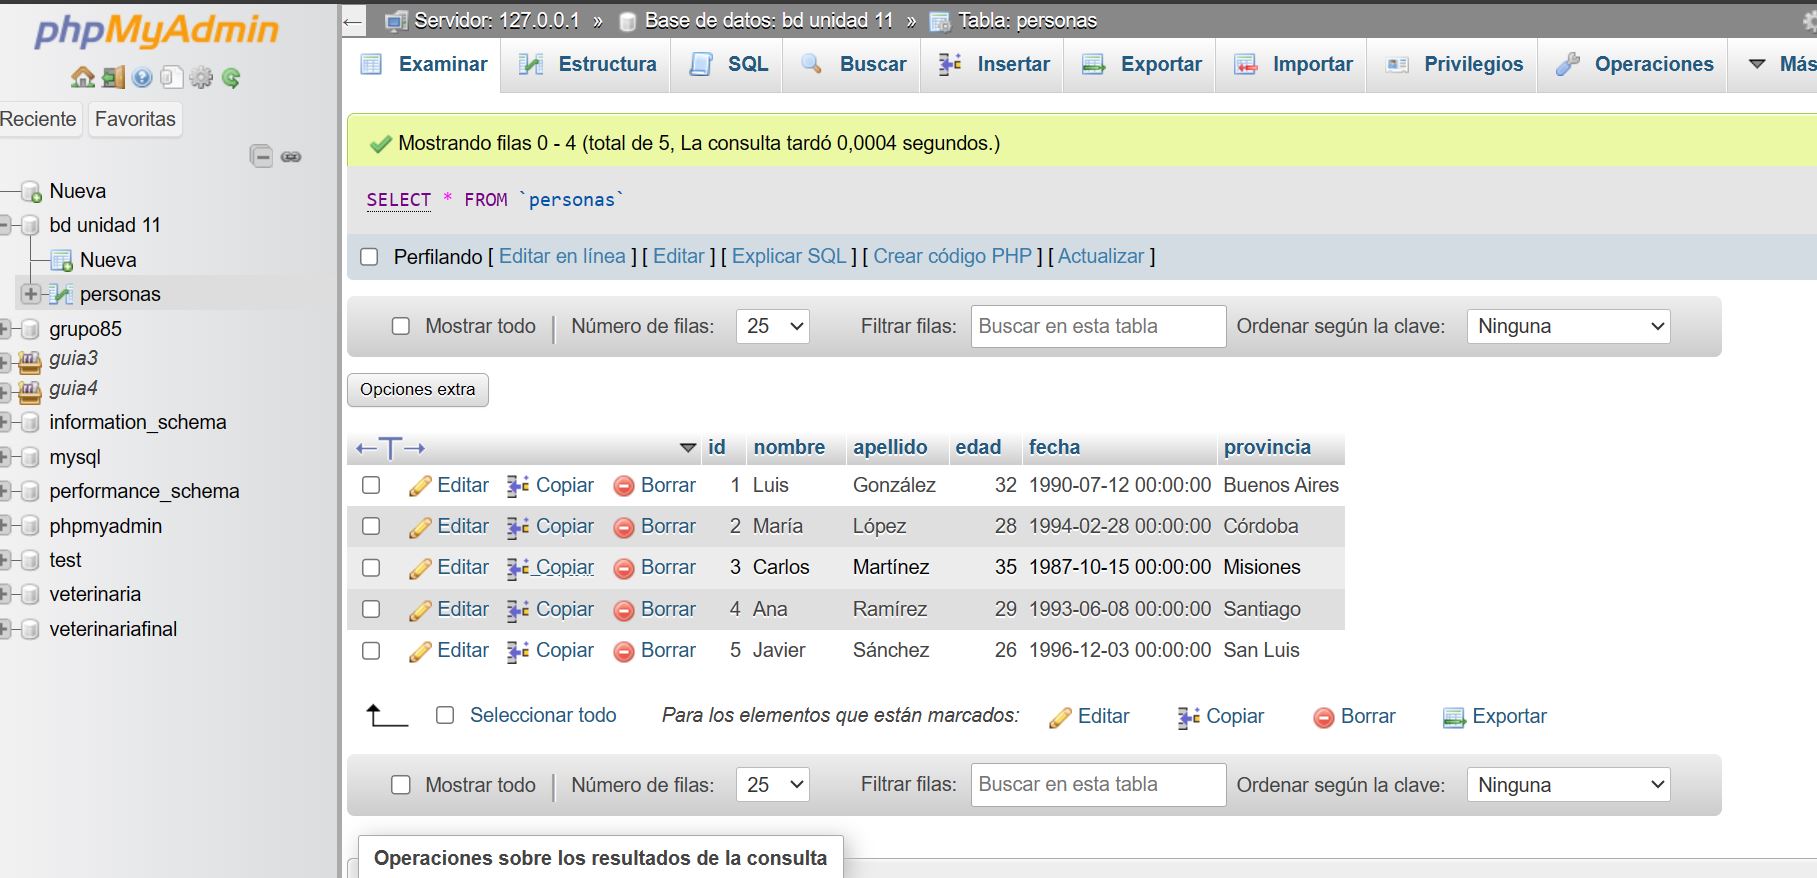 phpMyAdmin
Reciente Favoritas
Nueva
bd unidad 11
Nueva
personas
grupo85
guia3
guia4
information_schema
mysql
performance_schema
phpmyadmin
test
veterinaria
veterinariafinal
Servidor: 127.0.0.1 » Base de datos: bd unidad 11 » Tabla: personas
Examinar Estructura SQL Buscar Insertar Exportar Importar Privilegios Operaciones Más
Mostrando filas 0 - 4 (total de 5, La consulta tardó 0,0004 segundos.)
SELECT * FROM `personas`
Perfilando [ Editar en línea ] [ Editar ] [ Explicar SQL ] [ Crear código PHP ] [ Actualizar ]
Mostrar todo | Número de filas: 25 Filtrar filas: Buscar en esta tabla Ordenar según la clave: Ninguna
Opciones extra
←T→ id nombre apellido edad fecha provincia
Editar Copiar Borrar 1 Luis González 32 1990-07-12 00:00:00 Buenos Aires
Editar Copiar Borrar 2 María López 28 1994-02-28 00:00:00 Córdoba
Editar Copiar Borrar 3 Carlos Martínez 35 1987-10-15 00:00:00 Misiones
Editar Copiar Borrar 4 Ana Ramírez 29 1993-06-08 00:00:00 Santiago
Editar Copiar Borrar 5 Javier Sánchez 26 1996-12-03 00:00:00 San Luis
Seleccionar todo Para los elementos que están marcados: Editar Copiar Borrar Exportar
Mostrar todo | Número de filas: 25 Filtrar filas: Buscar en esta tabla Ordenar según la clave: Ninguna
Operaciones sobre los resultados de la consulta